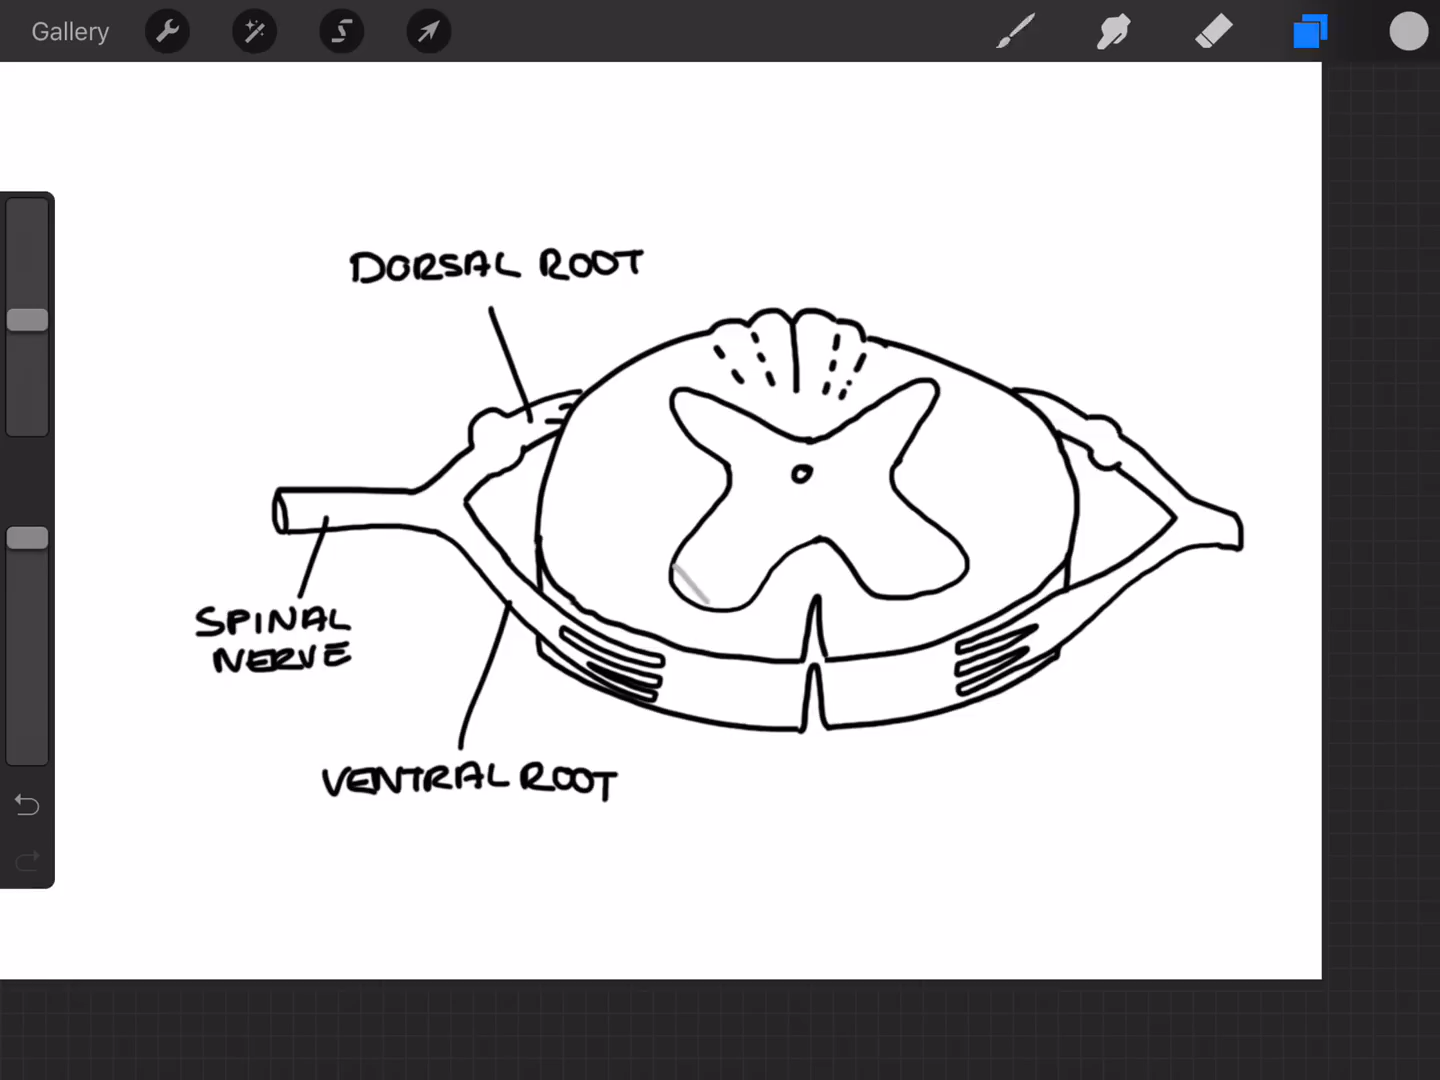 Gallery
DORSAL ROOT
SPINAL
NERVE
VENTRAL ROOT